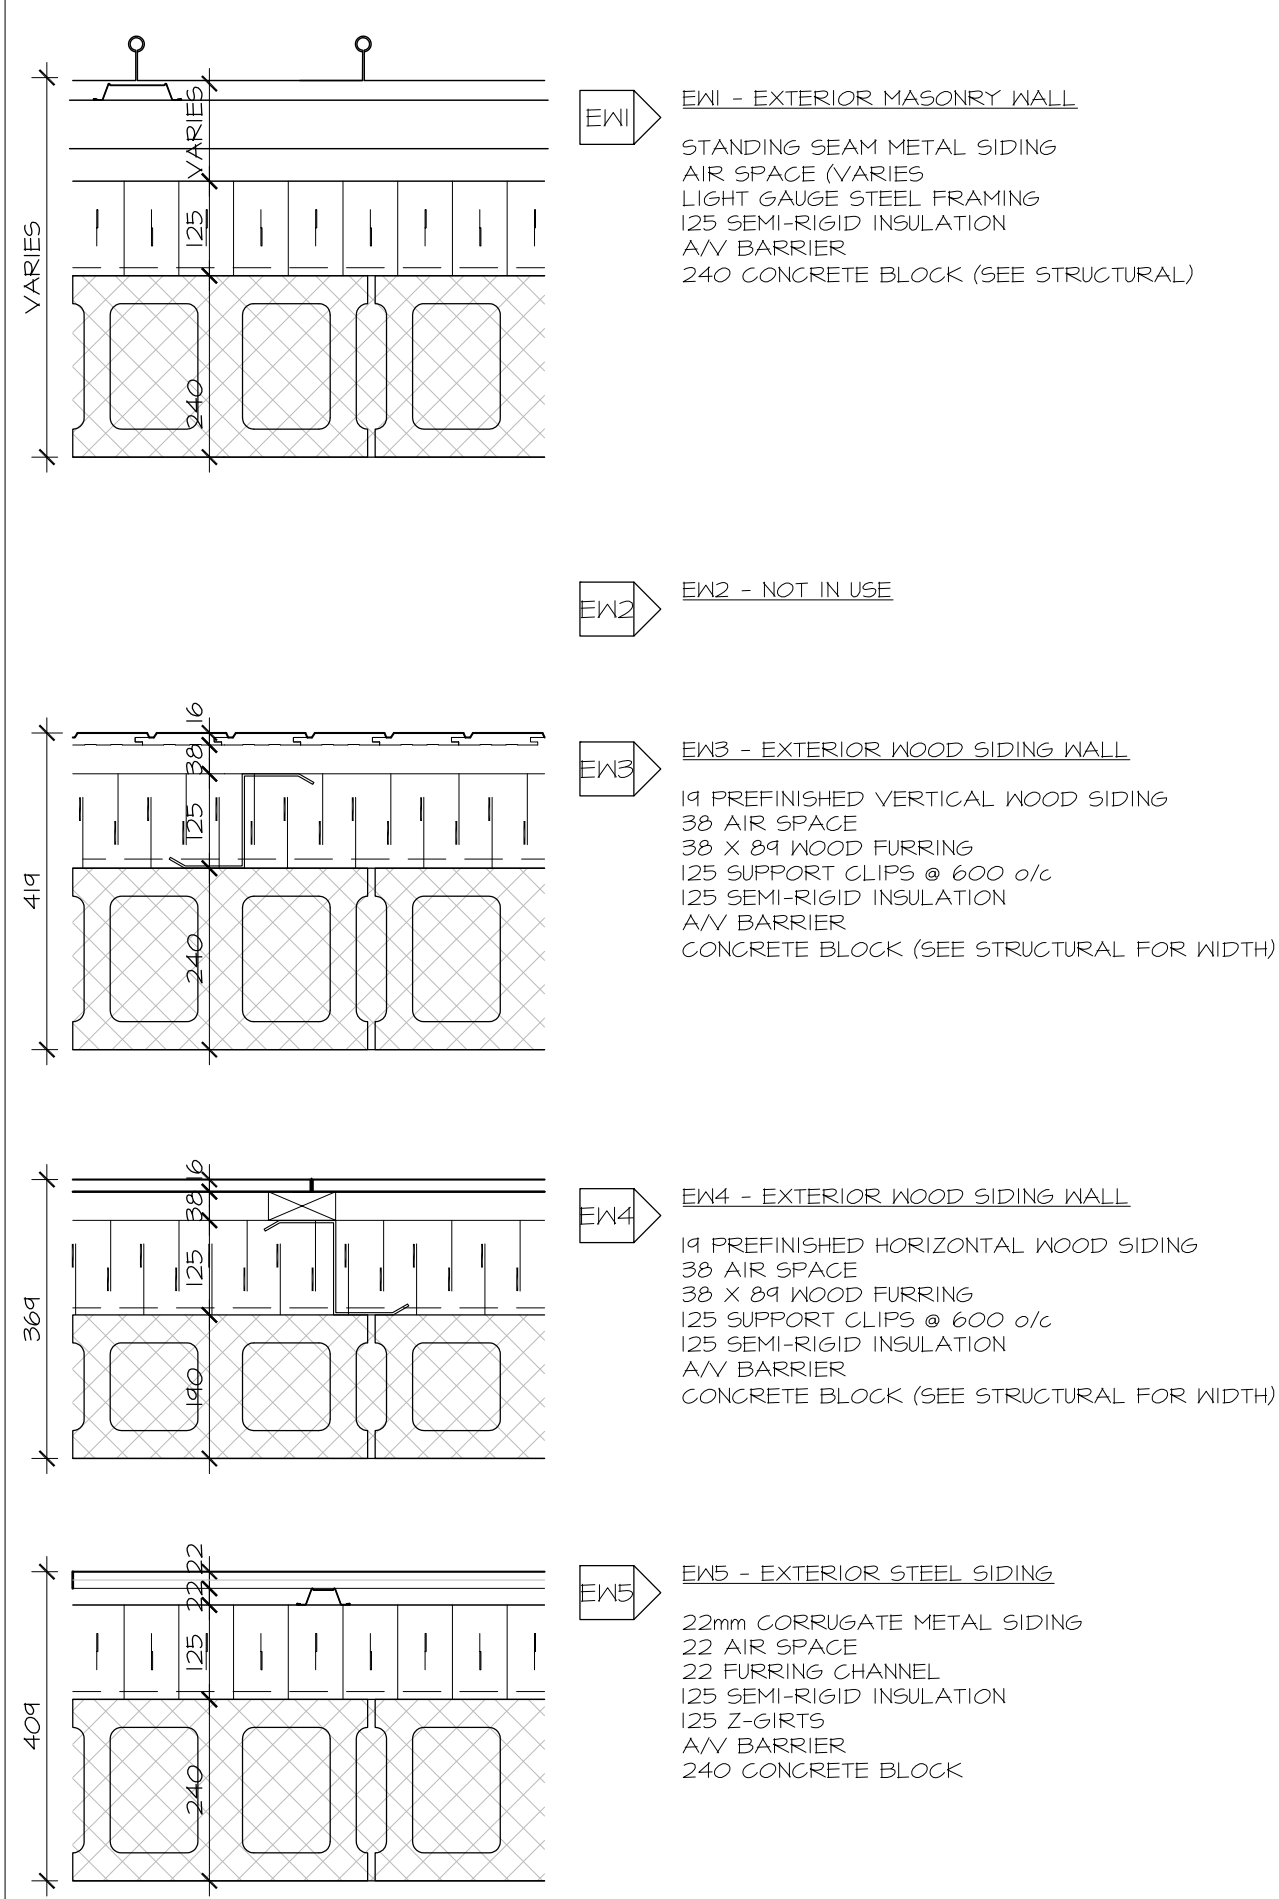 VARIES
VARIES
125
240
EW1
EW1 - EXTERIOR MASONRY WALL
STANDING SEAM METAL SIDING
AIR SPACE (VARIES
LIGHT GAUGE STEEL FRAMING
125 SEMI-RIGID INSULATION
A/V BARRIER
240 CONCRETE BLOCK (SEE STRUCTURAL)
EW2
EW2 - NOT IN USE
419
16
38
125
240
EW3
EW3 - EXTERIOR WOOD SIDING WALL
19 PREFINISHED VERTICAL WOOD SIDING
38 AIR SPACE
38 X 89 WOOD FURRING
125 SUPPORT CLIPS @ 600 o/c
125 SEMI-RIGID INSULATION
A/V BARRIER
CONCRETE BLOCK (SEE STRUCTURAL FOR WIDTH)
369
16
38
125
190
EW4
EW4 - EXTERIOR WOOD SIDING WALL
19 PREFINISHED HORIZONTAL WOOD SIDING
38 AIR SPACE
38 X 89 WOOD FURRING
125 SUPPORT CLIPS @ 600 o/c
125 SEMI-RIGID INSULATION
A/V BARRIER
CONCRETE BLOCK (SEE STRUCTURAL FOR WIDTH)
409
22
22
125
240
EW5
EW5 - EXTERIOR STEEL SIDING
22mm CORRUGATE METAL SIDING
22 AIR SPACE
22 FURRING CHANNEL
125 SEMI-RIGID INSULATION
125 Z-GIRTS
A/V BARRIER
240 CONCRETE BLOCK